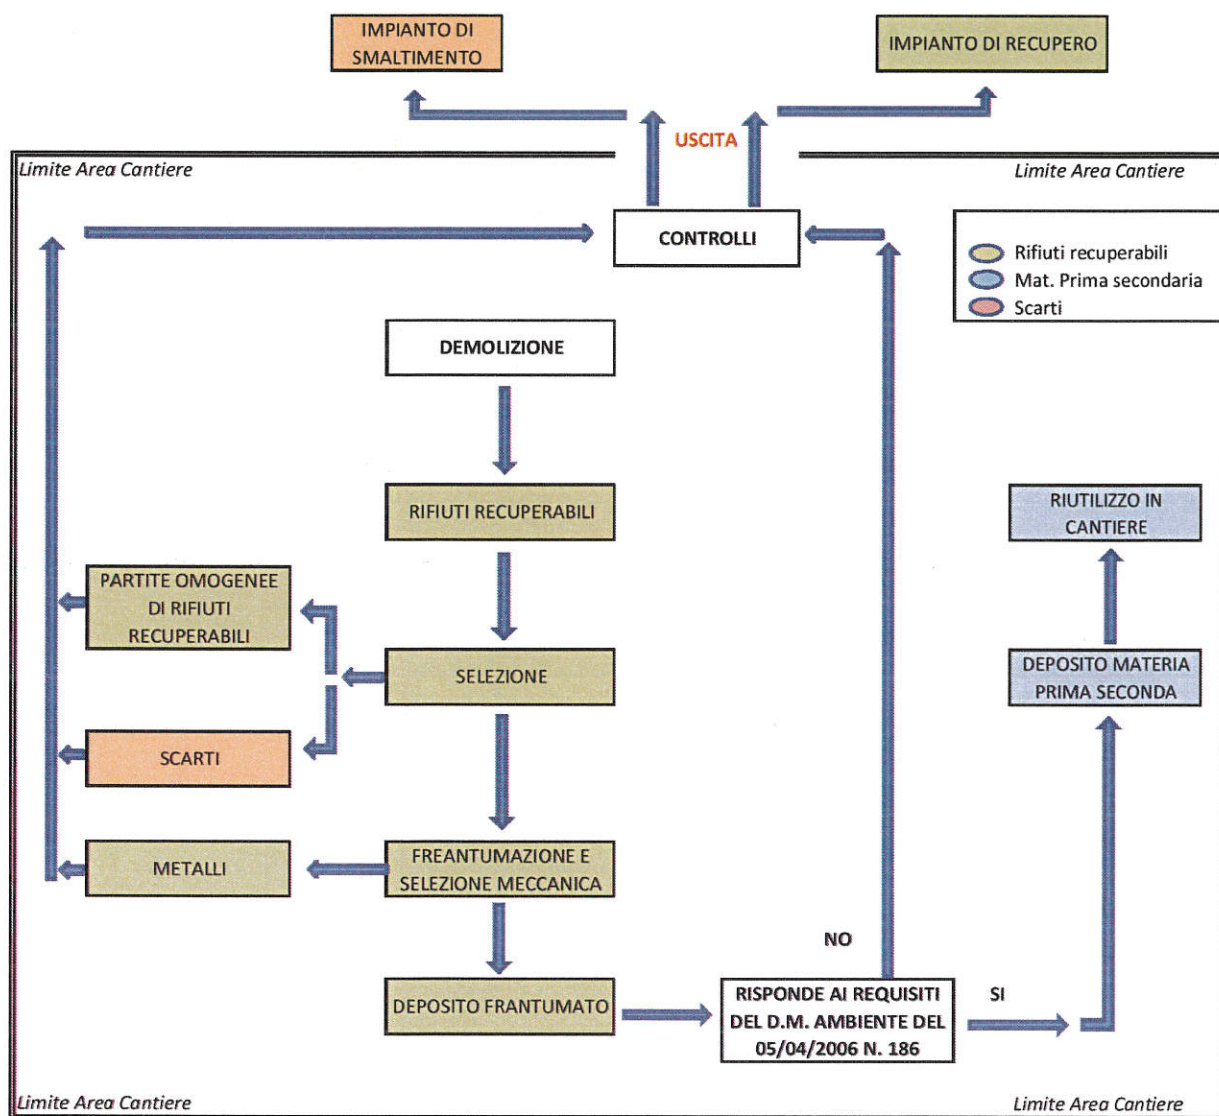 IMPIANTO DI
SMALTIMENTO
IMPIANTO DI RECUPERO
USCITA
Limite Area Cantiere
Limite Area Cantiere
CONTROLLI
Rifiuti recuperabili
Mat. Prima secondaria
Scarti
DEMOLIZIONE
RIFIUTI RECUPERABILI
RIUTILIZZO IN
CANTIERE
PARTITE OMOGENEE
DI RIFIUTI
RECUPERABILI
SELEZIONE
DEPOSITO MATERIA
PRIMA SECONDA
SCARTI
METALLI
FREANTUMAZIONE E
SELEZIONE MECCANICA
NO
DEPOSITO FRANTUMATO
RISPONDE AI REQUISITI
DEL D.M. AMBIENTE DEL
05/04/2006 N. 186
SI
Limite Area Cantiere
Limite Area Cantiere